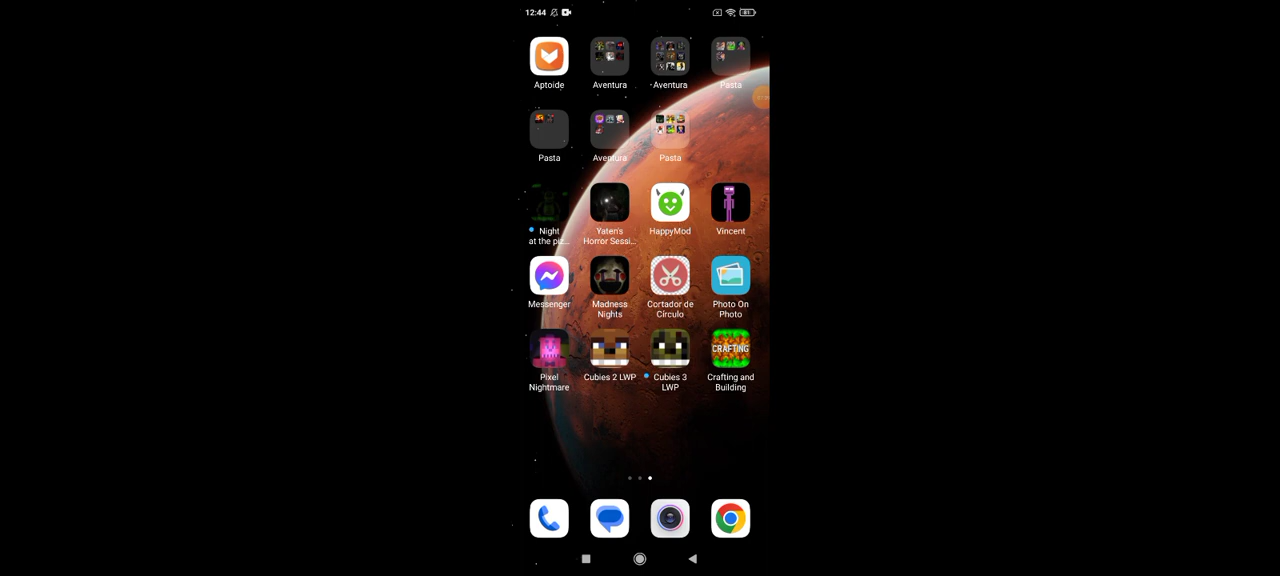 12:44
81
Aptoide
Aventura
Aventura
Pasta
Pasta
Aventura
Pasta
Night
at the piz...
Yaten's
Horror Sessi...
HappyMod
Vincent
Messenger
Madness
Nights
Cortador de
Círculo
Photo On
Photo
Pixel
Nightmare
Cubies 2 LWP
Cubies 3
LWP
CRAFTING
Crafting and
Building